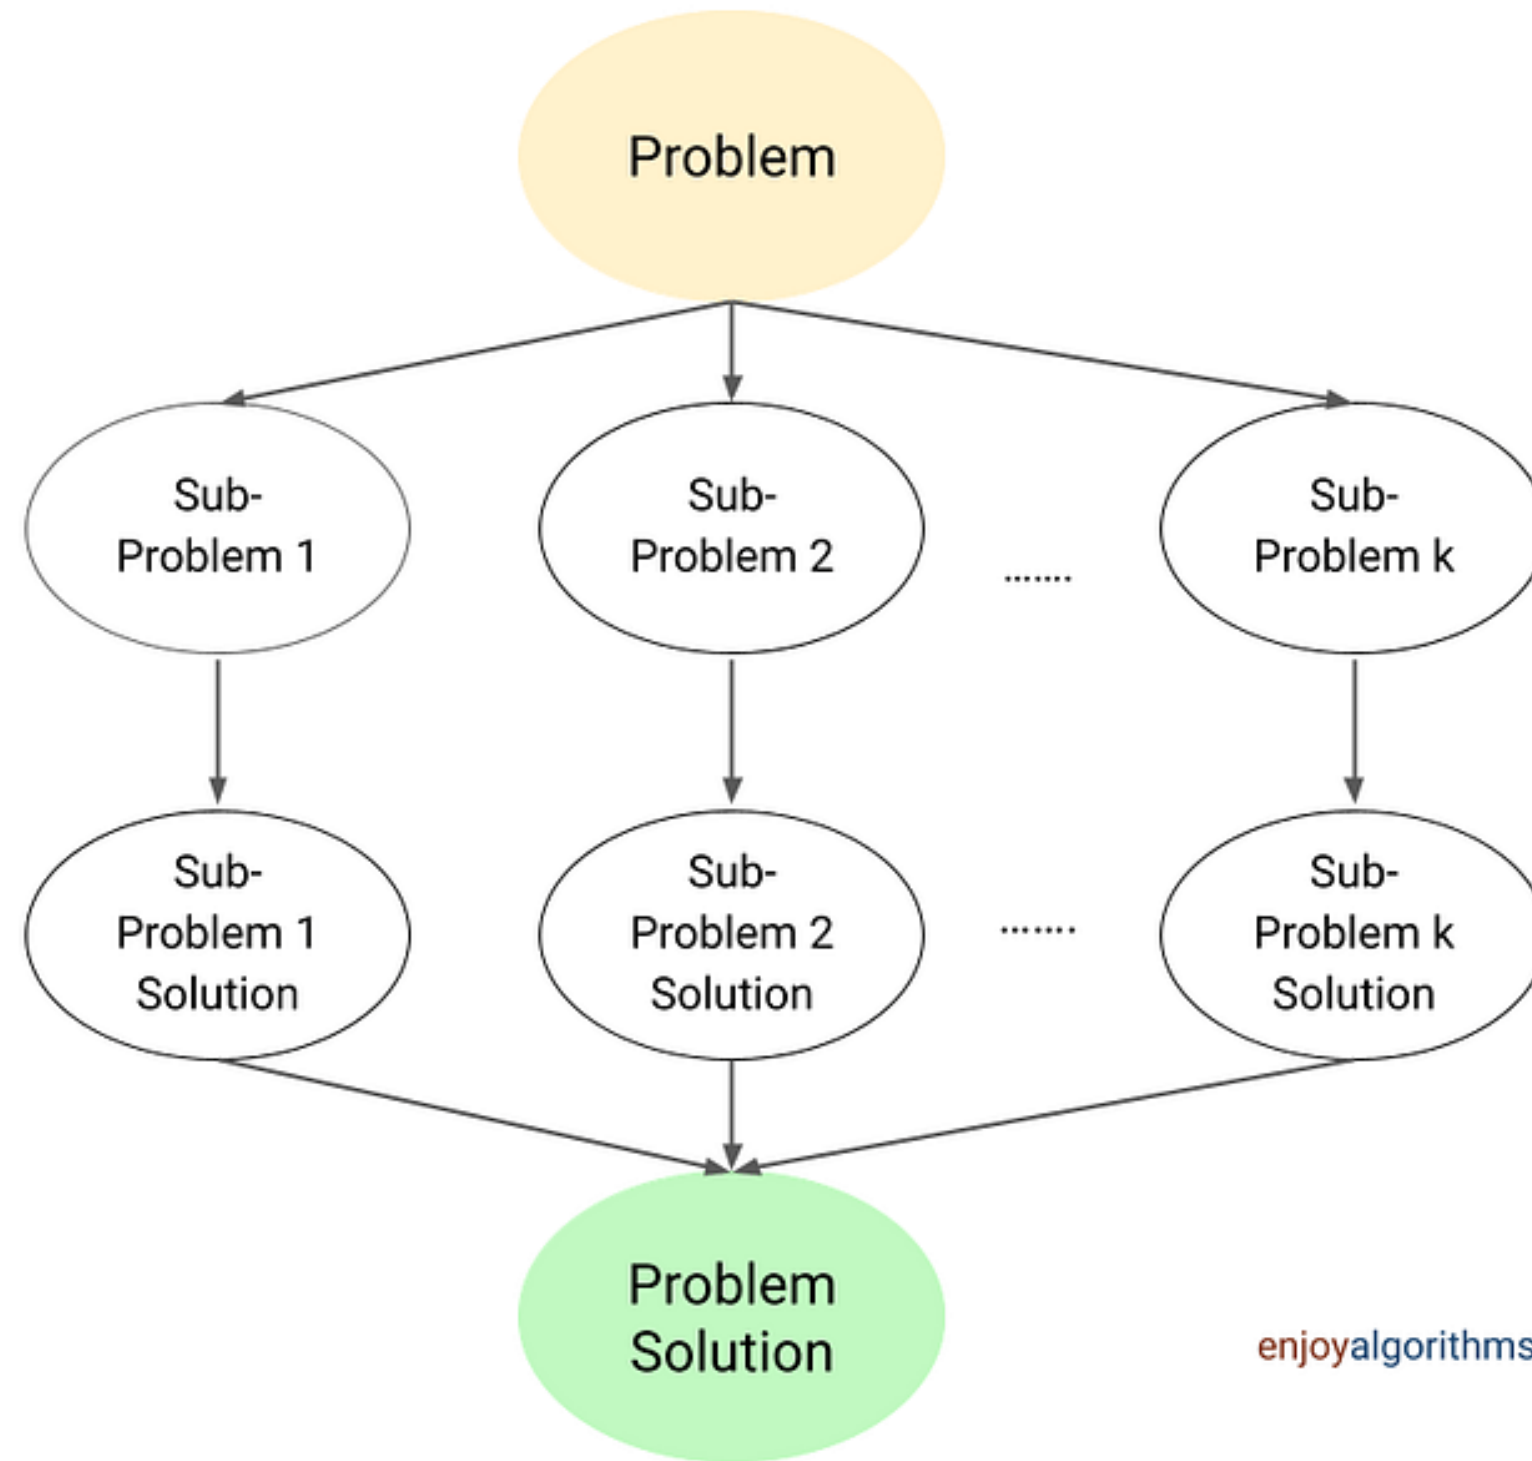 Problem
Sub-
Problem 1
Sub-
Problem 2
.......
Sub-
Problem k
Sub-
Problem 1
Solution
Sub-
Problem 2
Solution
.......
Sub-
Problem k
Solution
Problem
Solution
enjoyalgorithms